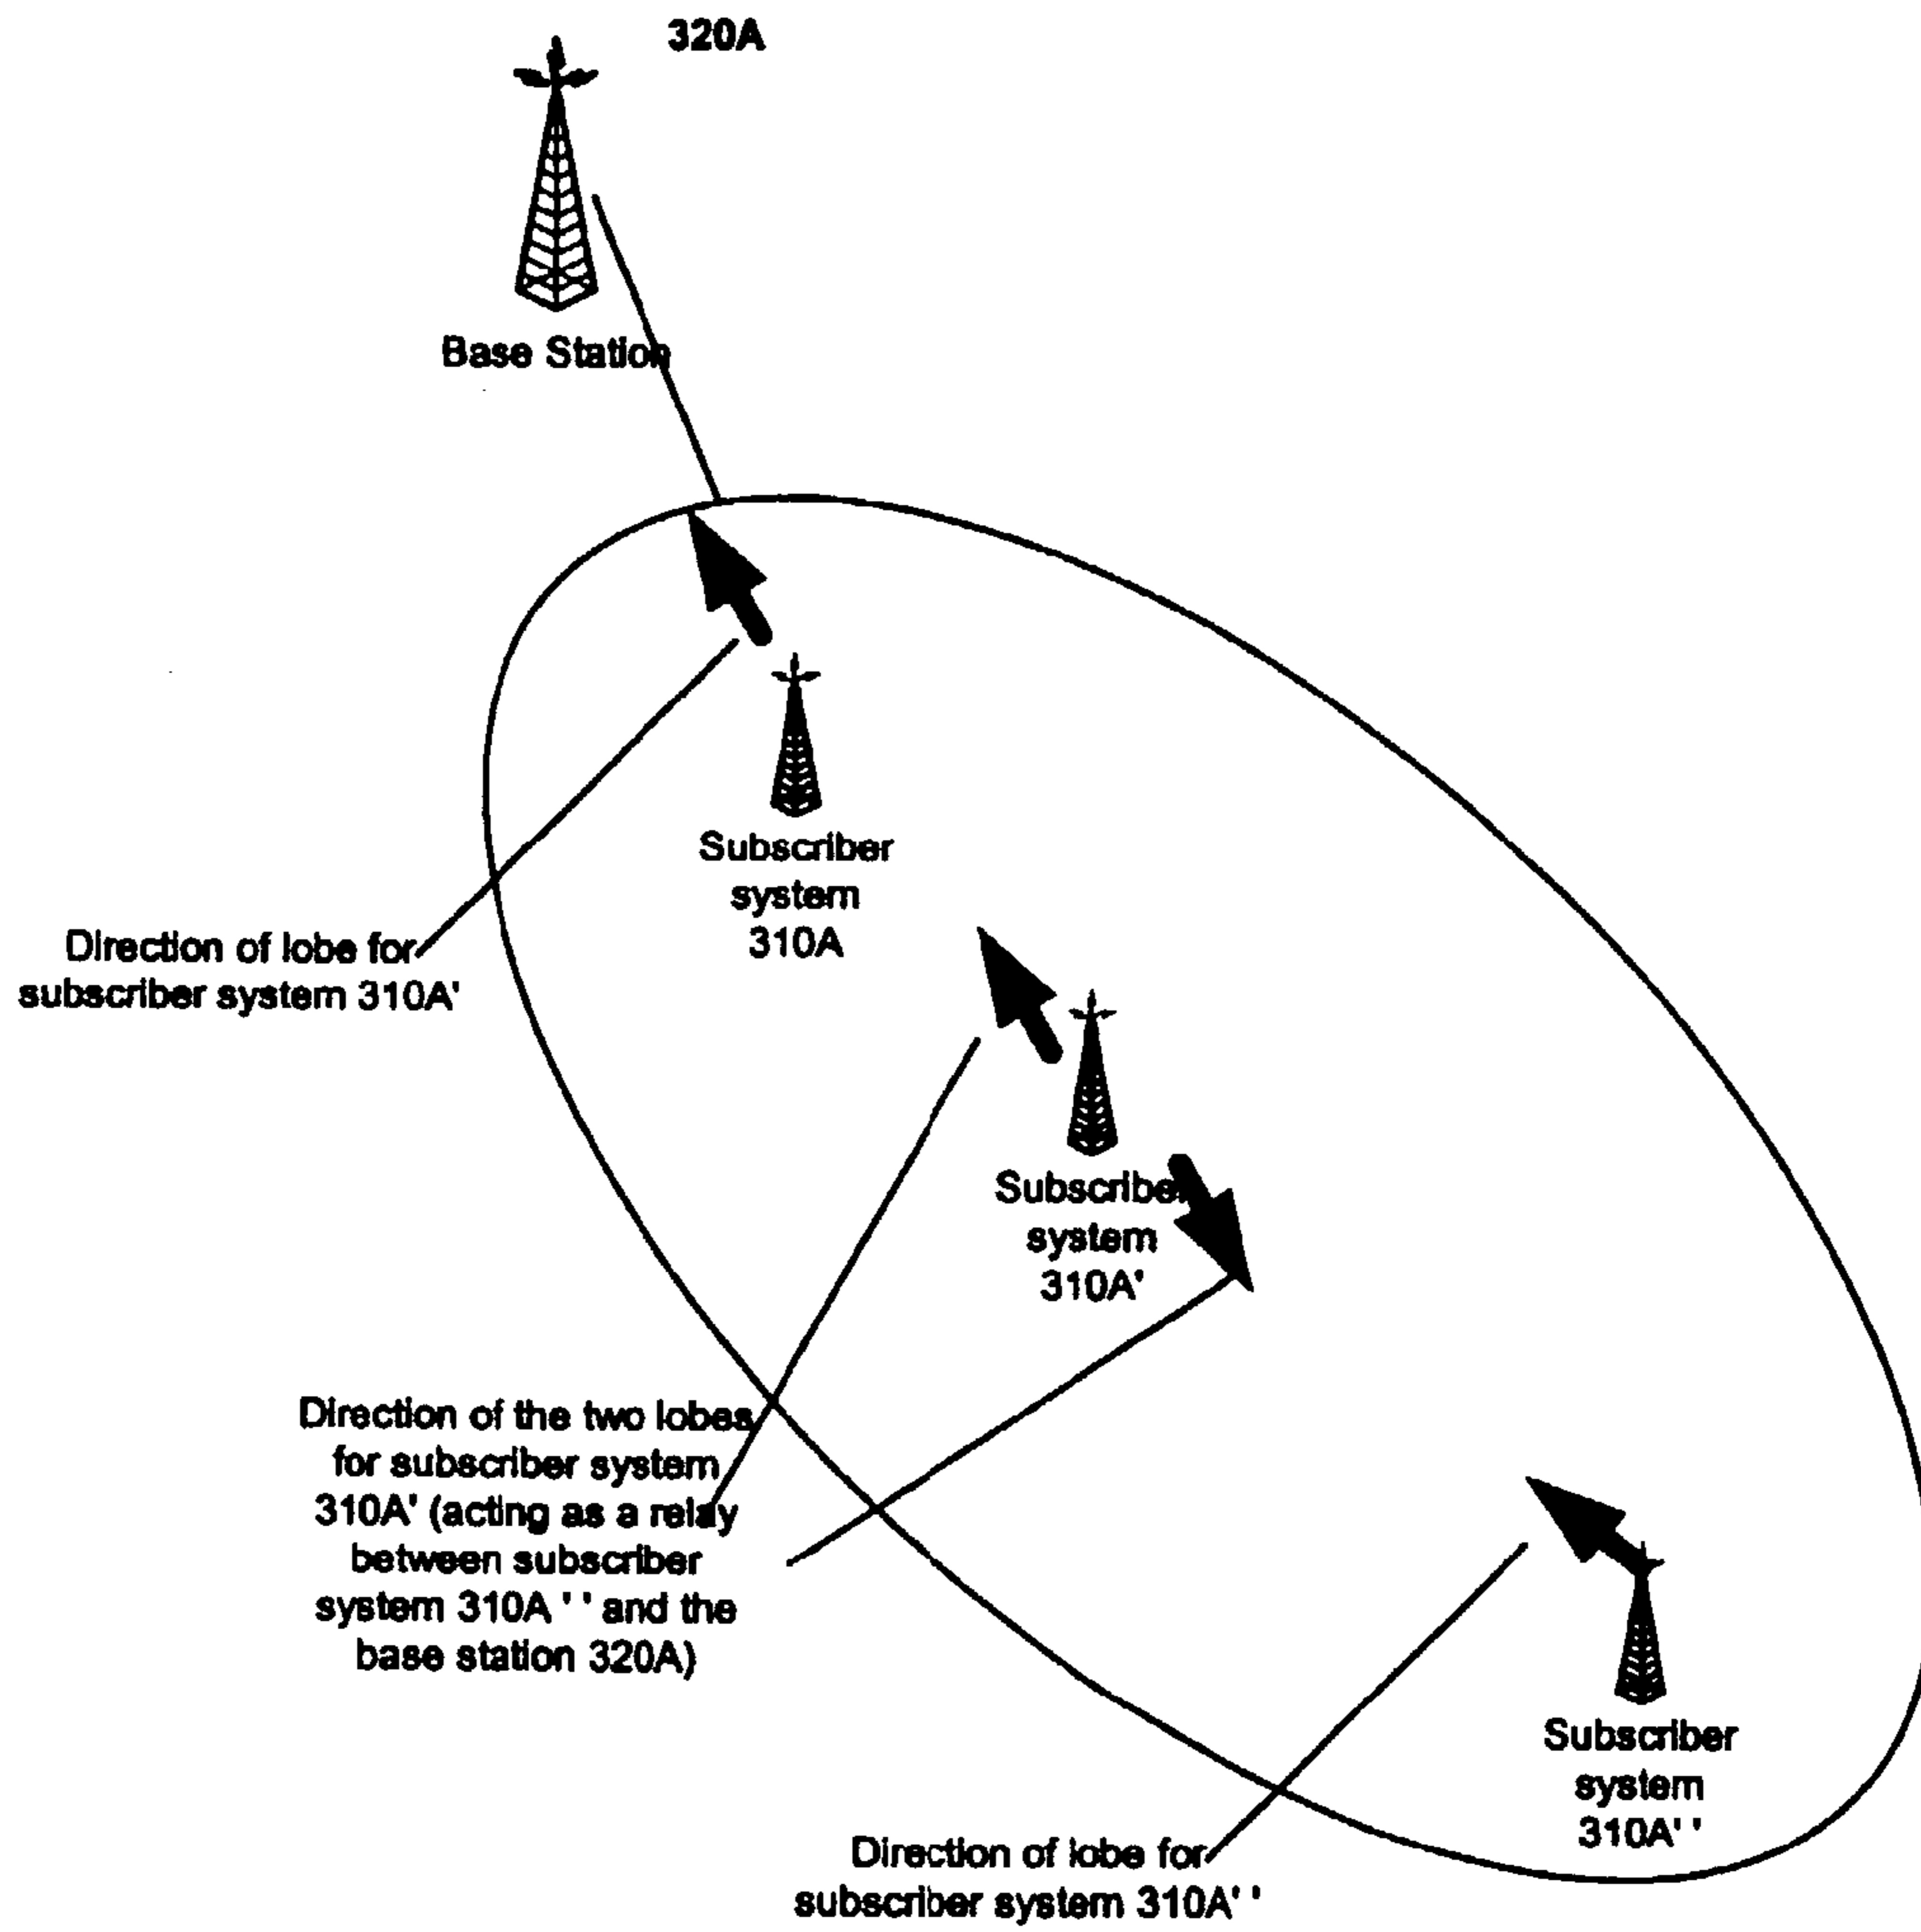 320A
Base Station
Subscriber
system
310A
Direction of lobe for
subscriber system 310A'
Subscriber
system
310A'
Direction of the two lobes
for subscriber system
310A' (acting as a relay
between subscriber
system 310A ' ' and the
base station 320A)
Subscriber
system
310A' '
Direction of lobe for
subscriber system 310A' '